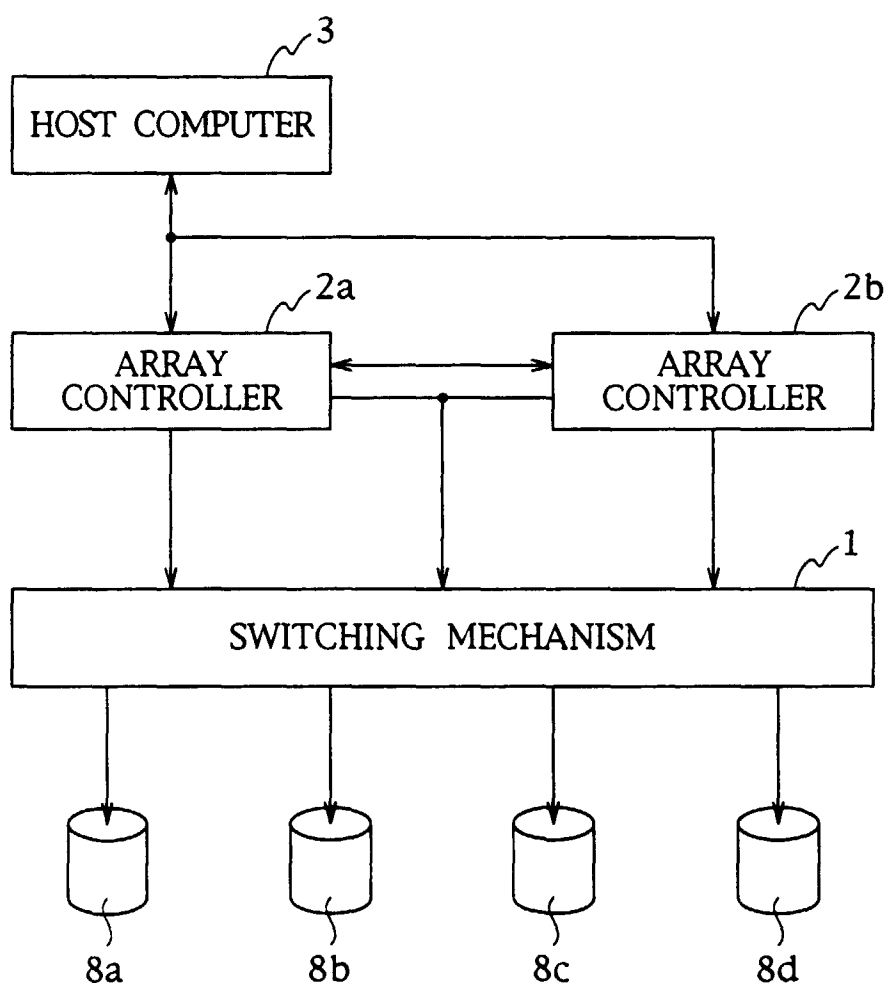 3
HOST COMPUTER
2a
2b
ARRAY
CONTROLLER
ARRAY
CONTROLLER
1
SWITCHING MECHANISM
8a
8b
8c
8d